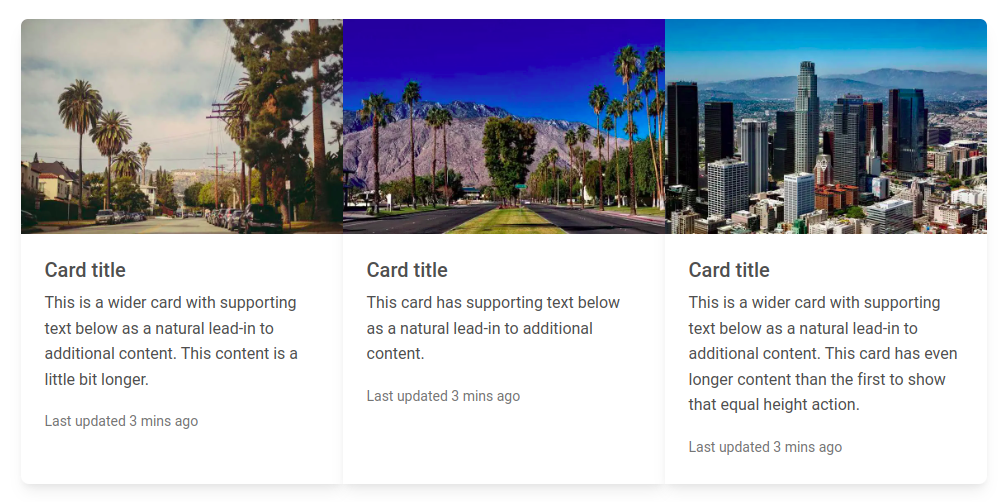 Card title
This is a wider card with supporting
text below as a natural lead-in to
additional content. This content is a
little bit longer.
Last updated 3 mins ago
Card title
This card has supporting text below
as a natural lead-in to additional
content.
Last updated 3 mins ago
Card title
This is a wider card with supporting
text below as a natural lead-in to
additional content. This card has even
longer content than the first to show
that equal height action.
Last updated 3 mins ago